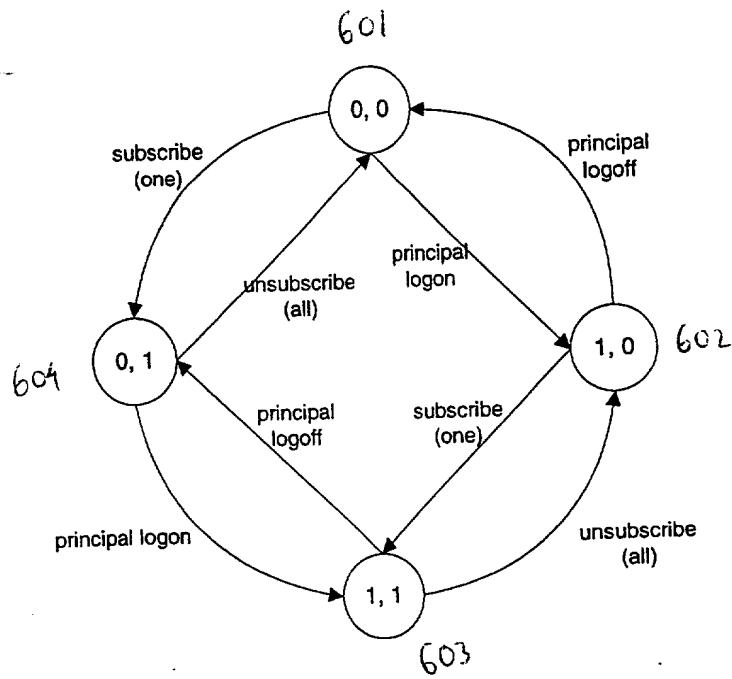 601
0, 0
subscribe
(one)
principal
logoff
unsubscribe
(all)
principal
logon
604
0, 1
1, 0
602
principal
logoff
subscribe
(one)
principal logon
unsubscribe
(all)
1, 1
603